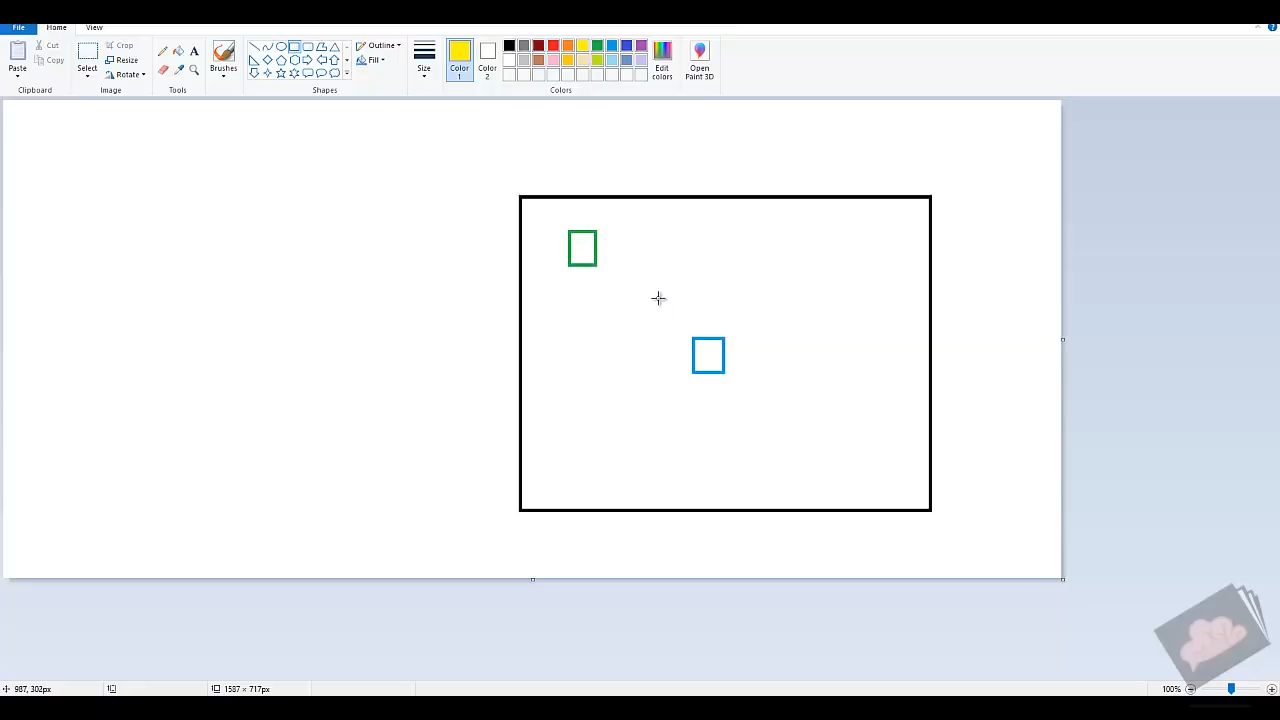 File Home View
Paste Cut Copy Select Crop Resize Rotate A Brushes Outline Fill Size Color 1 Color 2 Edit colors Open Paint 3D
Clipboard Image Tools Shapes Colors
987, 302px 1587 × 717px 100%